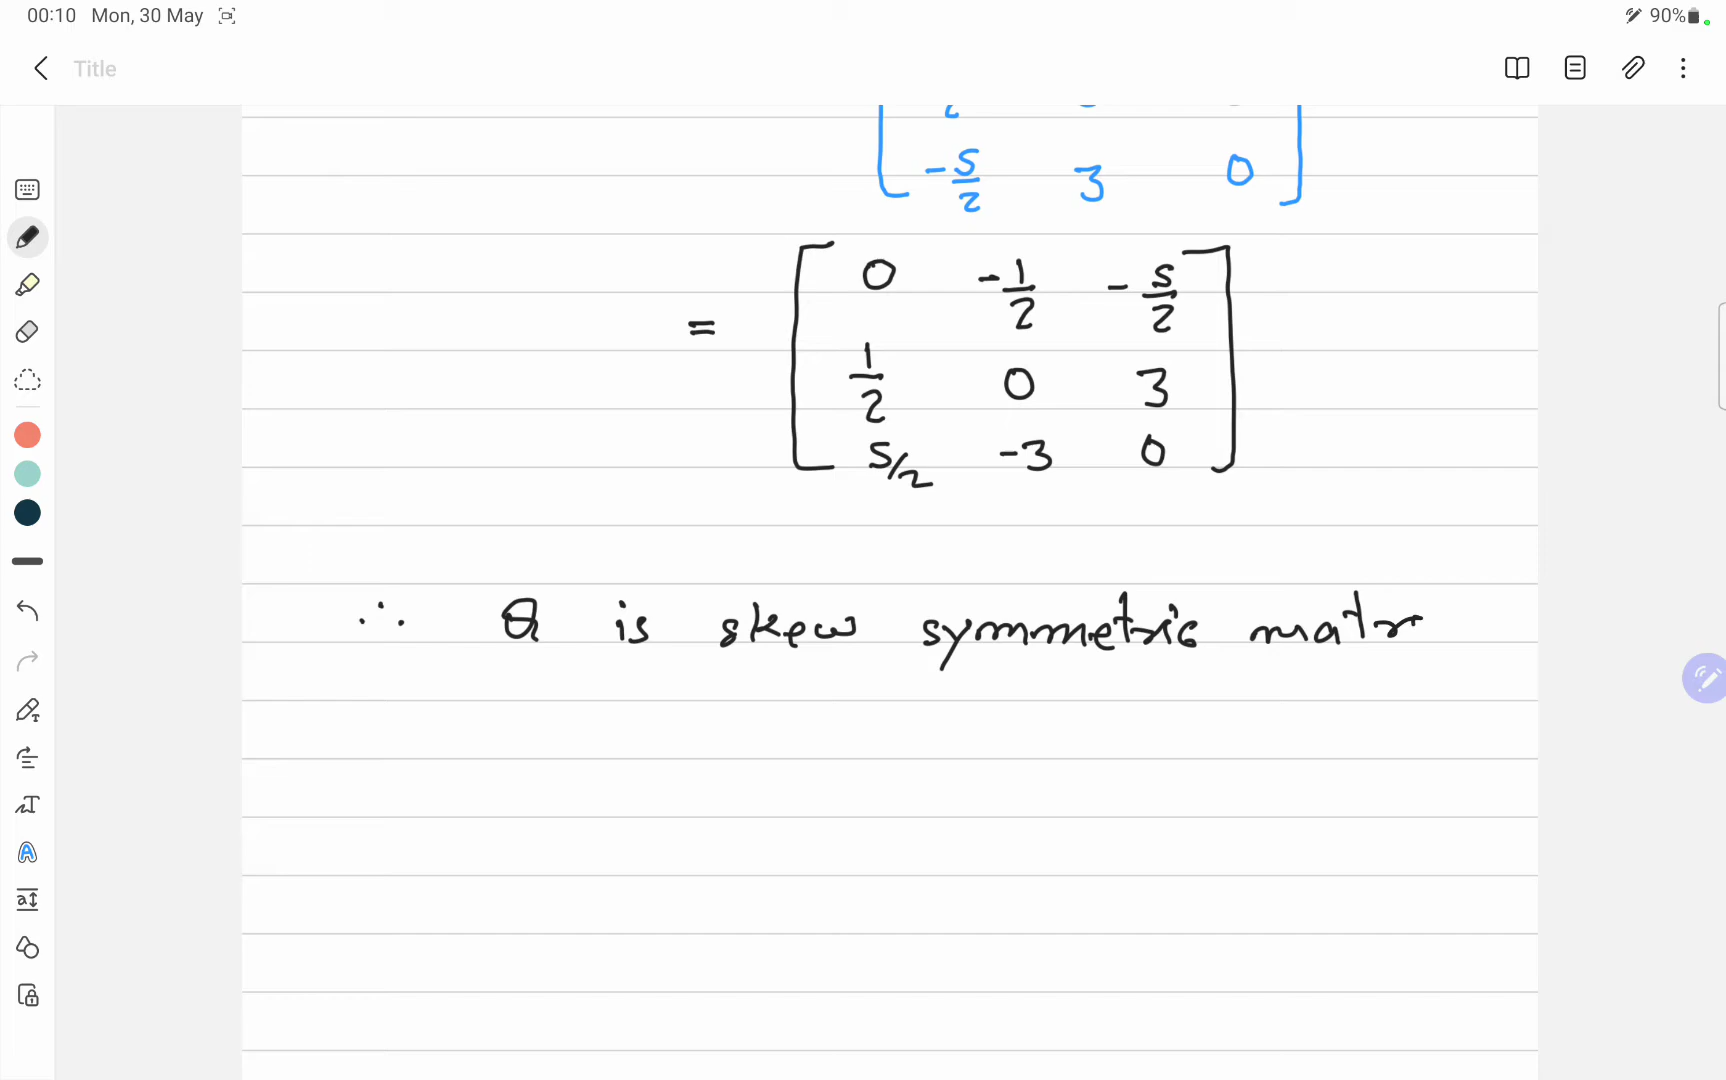 00:10 Mon, 30 May 90%
Title
2
-5/2 3 0
0 -1/2 -5/2
= 1/2 0 3
5/2 -3 0
∴ Q is skew symmetric matr